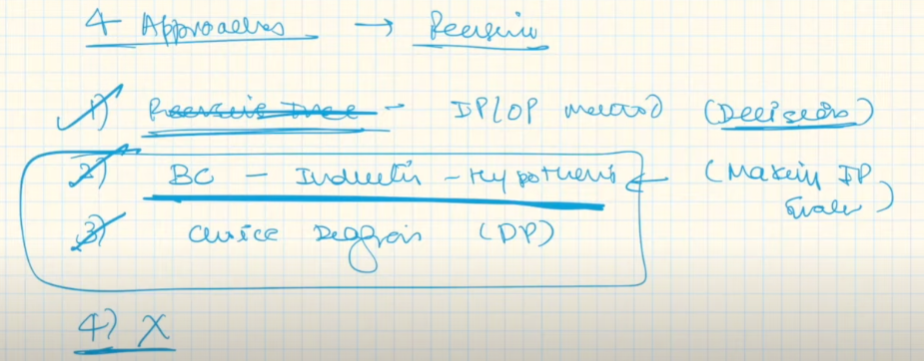 4 Approaches → Recursion
1) Recursive Tree - IP/OP method (Decision)
2) BC - Induction - Hypothesis ← (Making IP
smaller)
3) Choice Diagram (DP)
4) X